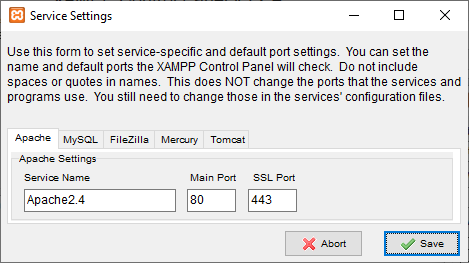 Service Settings
Use this form to set service-specific and default port settings.  You can set the
name and default ports the XAMPP Control Panel will check.  Do not include
spaces or quotes in names.  This does NOT change the ports that the services and
programs use.  You still need to change those in the services' configuration files.
Apache MySQL FileZilla Mercury Tomcat
Apache Settings
Service Name Main Port SSL Port
Apache2.4 80 443
Abort Save